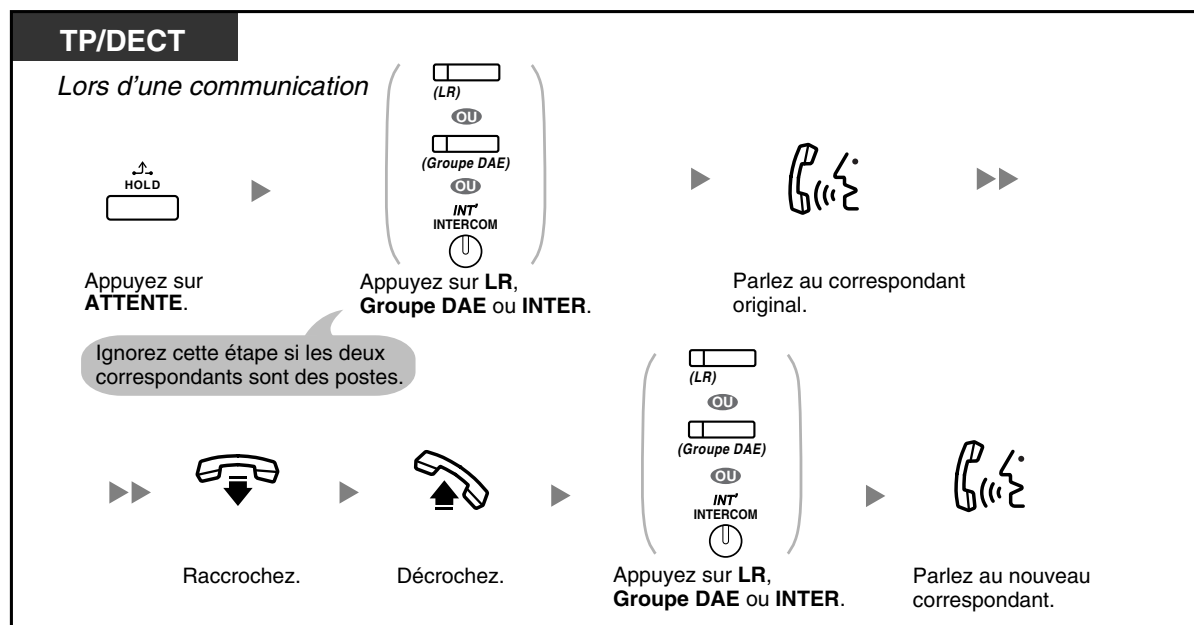 TP/DECT
Lors d'une communication
HOLD
Appuyez sur
ATTENTE.
(LR)
OU
(Groupe DAE)
OU
INT'
INTERCOM
Appuyez sur LR,
Groupe DAE ou INTER.
Ignorez cette étape si les deux
correspondants sont des postes.
Parlez au correspondant
original.
Raccrochez.
Décrochez.
(LR)
OU
(Groupe DAE)
OU
INT'
INTERCOM
Appuyez sur LR,
Groupe DAE ou INTER.
Parlez au nouveau
correspondant.